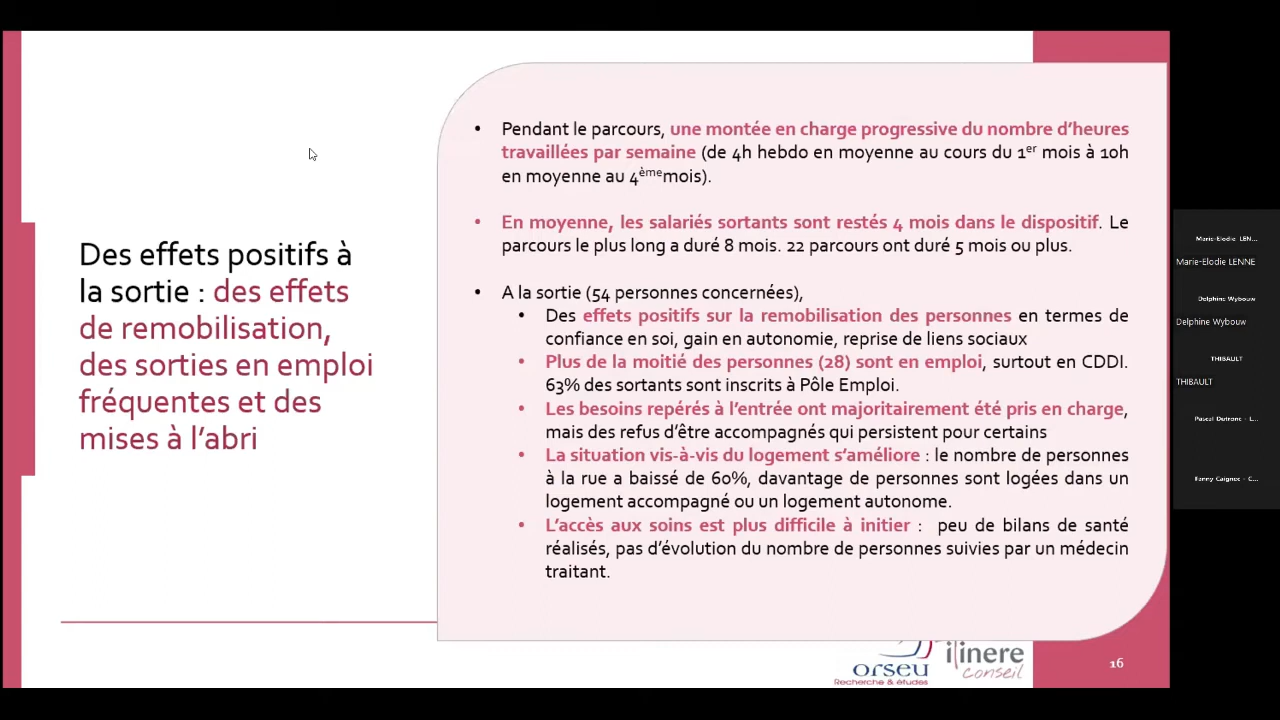 Des effets positifs à
la sortie : des effets
de remobilisation,
des sorties en emploi
fréquentes et des
mises à l'abri
• Pendant le parcours, une montée en charge progressive du nombre d'heures
travaillées par semaine (de 4h hebdo en moyenne au cours du 1er mois à 10h
en moyenne au 4èmemois).
• En moyenne, les salariés sortants sont restés 4 mois dans le dispositif. Le
parcours le plus long a duré 8 mois. 22 parcours ont duré 5 mois ou plus.
• A la sortie (54 personnes concernées),
• Des effets positifs sur la remobilisation des personnes en termes de
confiance en soi, gain en autonomie, reprise de liens sociaux
• Plus de la moitié des personnes (28) sont en emploi, surtout en CDDI.
63% des sortants sont inscrits à Pôle Emploi.
• Les besoins repérés à l'entrée ont majoritairement été pris en charge,
mais des refus d'être accompagnés qui persistent pour certains
• La situation vis-à-vis du logement s'améliore : le nombre de personnes
à la rue a baissé de 60%, davantage de personnes sont logées dans un
logement accompagné ou un logement autonome.
• L'accès aux soins est plus difficile à initier : peu de bilans de santé
réalisés, pas d'évolution du nombre de personnes suivies par un médecin
traitant.
orseu
Recherche & études
itinere
conseil
16
Marie-Elodie LEN...
Marie-Elodie LENNE
Delphine Wybouw
Delphine Wybouw
THIBAULT
THIBAULT
Pascal Dutronc - L...
Fanny Caignec - C...